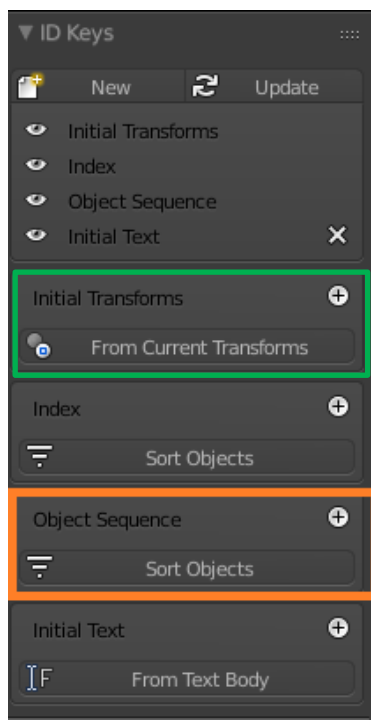 ID Keys
New Update
Initial Transforms
Index
Object Sequence
Initial Text
Initial Transforms
From Current Transforms
Index
Sort Objects
Object Sequence
Sort Objects
Initial Text
F From Text Body